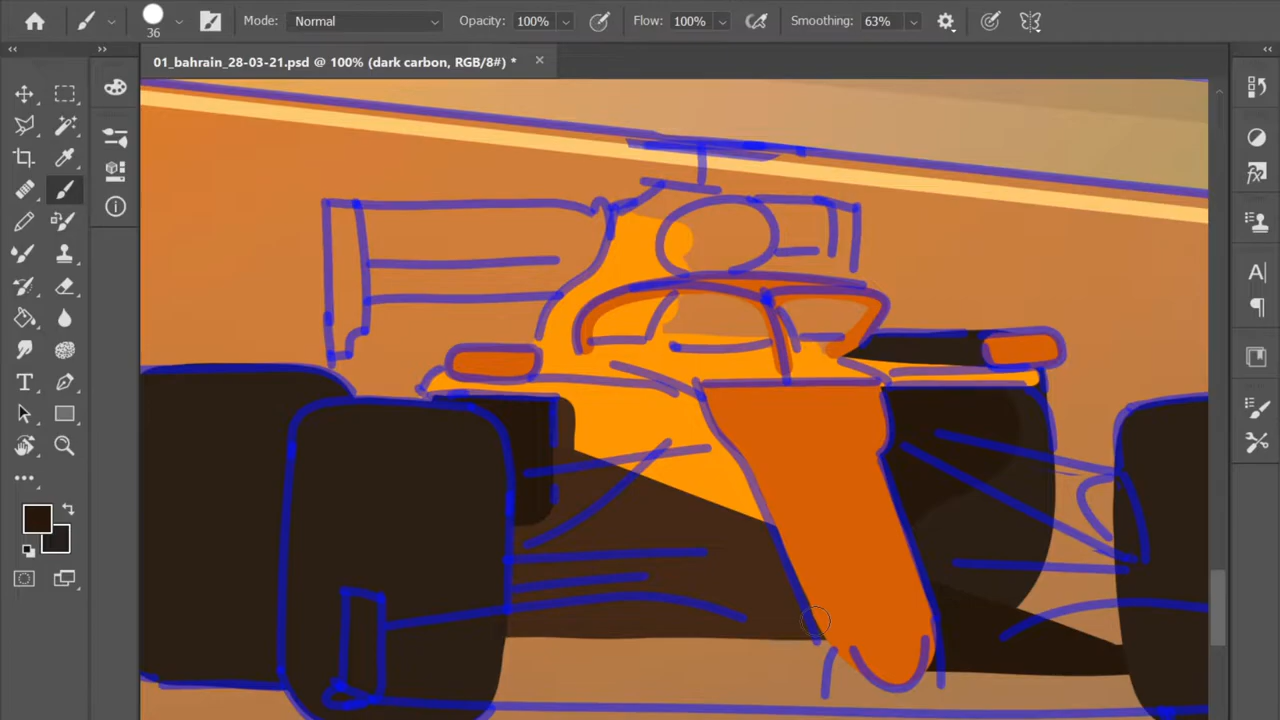 36 Mode: Normal Opacity: 100% Flow: 100% Smoothing: 63%
01_bahrain_28-03-21.psd @ 100% (dark carbon, RGB/8#) *